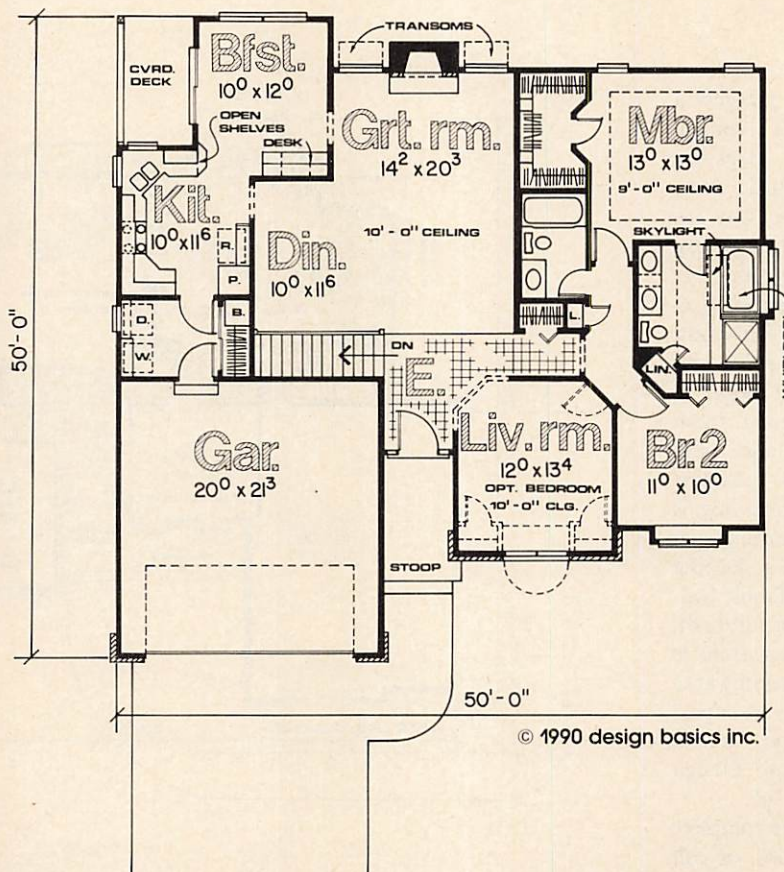 TRANSOMS
CVRD.
DECK
Bfst.
10⁰ x 12⁰
OPEN
SHELVES
DESK
Grt. rm.
14² x 20³
Mbr.
13⁰ x 13⁰
9'-0" CEILING
SKYLIGHT
Kit.
10⁰ x 11⁶
R.
P.
Din.
10⁰ x 11⁶
10'-0" CEILING
L.
D.
W.
B.
DN
E.
LIN.
50'-0"
Gar.
20⁰ x 21³
Liv. rm.
12⁰ x 13⁴
OPT. BEDROOM
10'-0" CLG.
Br. 2
11⁰ x 10⁰
STOOP
50'-0"
© 1990 design basics inc.